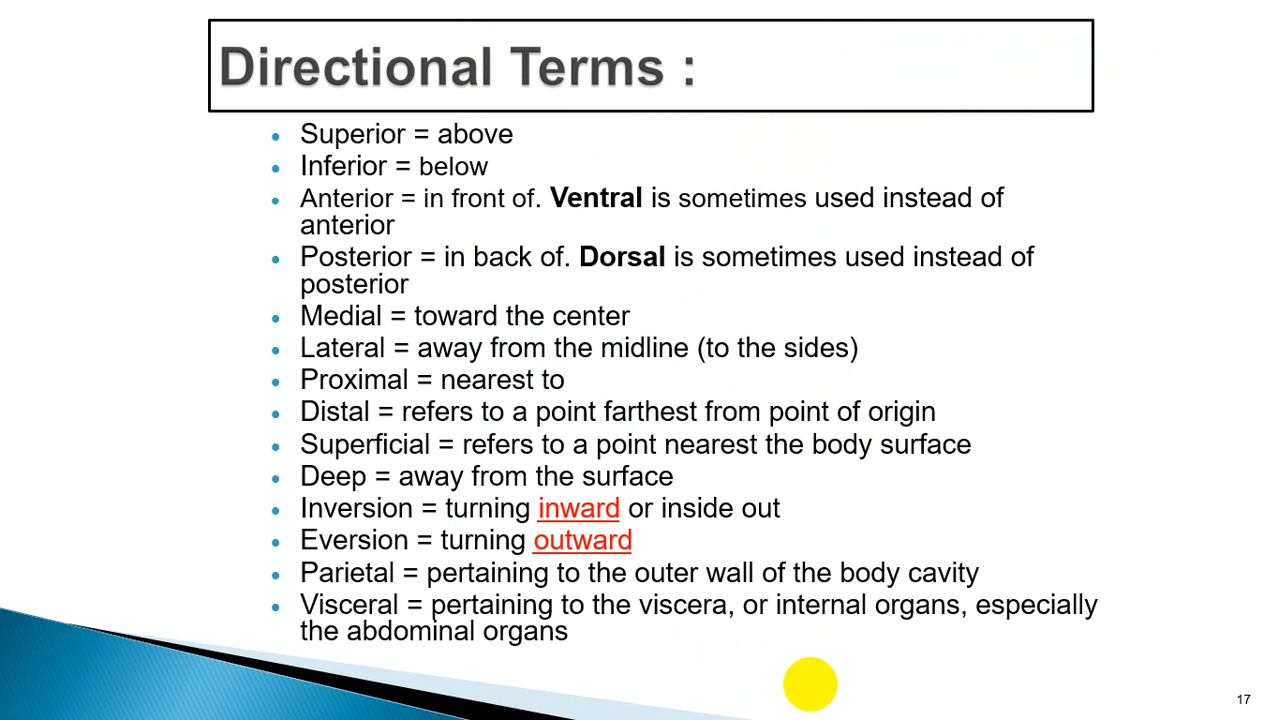 Directional Terms :
• Superior = above
• Inferior = below
• Anterior = in front of. Ventral is sometimes used instead of
anterior
• Posterior = in back of. Dorsal is sometimes used instead of
posterior
• Medial = toward the center
• Lateral = away from the midline (to the sides)
• Proximal = nearest to
• Distal = refers to a point farthest from point of origin
• Superficial = refers to a point nearest the body surface
• Deep = away from the surface
• Inversion = turning inward or inside out
• Eversion = turning outward
• Parietal = pertaining to the outer wall of the body cavity
• Visceral = pertaining to the viscera, or internal organs, especially
the abdominal organs
17